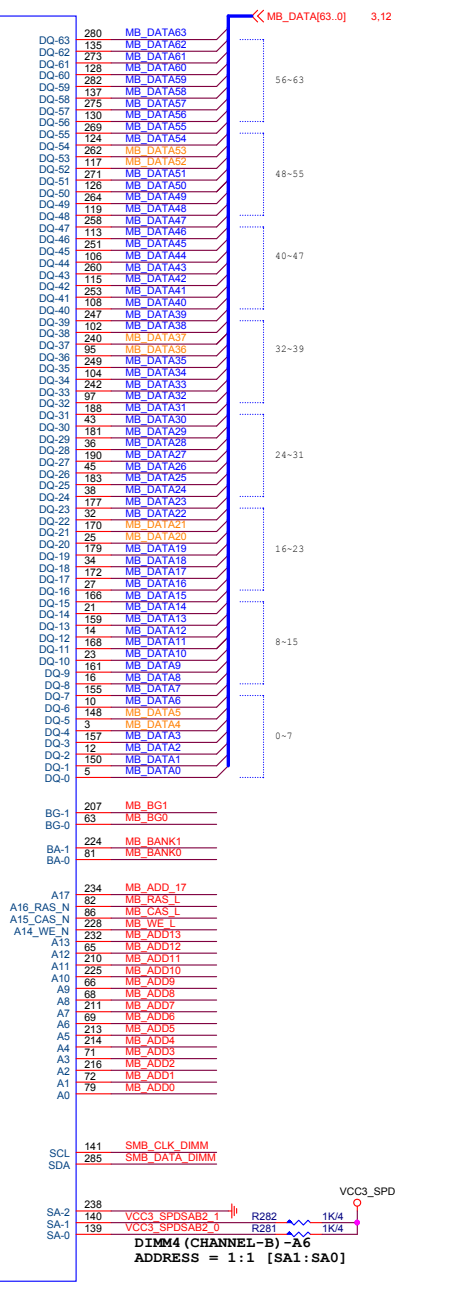 MB_DATA[63..0] 3,12
DQ-63 280 MB_DATA63
DQ-62 135 MB_DATA62
DQ-61 273 MB_DATA61
DQ-60 128 MB_DATA60
DQ-59 282 MB_DATA59
DQ-58 137 MB_DATA58
DQ-57 275 MB_DATA57
DQ-56 130 MB_DATA56
56~63
DQ-55 269 MB_DATA55
DQ-54 124 MB_DATA54
DQ-53 262 MB_DATA53
DQ-52 117 MB_DATA52
DQ-51 271 MB_DATA51
DQ-50 126 MB_DATA50
DQ-49 264 MB_DATA49
DQ-48 119 MB_DATA48
48~55
DQ-47 258 MB_DATA47
DQ-46 113 MB_DATA46
DQ-45 251 MB_DATA45
DQ-44 106 MB_DATA44
DQ-43 260 MB_DATA43
DQ-42 115 MB_DATA42
DQ-41 253 MB_DATA41
DQ-40 108 MB_DATA40
40~47
DQ-39 247 MB_DATA39
DQ-38 102 MB_DATA38
DQ-37 240 MB_DATA37
DQ-36 95 MB_DATA36
DQ-35 249 MB_DATA35
DQ-34 104 MB_DATA34
DQ-33 242 MB_DATA33
DQ-32 97 MB_DATA32
32~39
DQ-31 188 MB_DATA31
DQ-30 43 MB_DATA30
DQ-29 181 MB_DATA29
DQ-28 36 MB_DATA28
DQ-27 190 MB_DATA27
DQ-26 45 MB_DATA26
DQ-25 183 MB_DATA25
DQ-24 38 MB_DATA24
24~31
DQ-23 177 MB_DATA23
DQ-22 32 MB_DATA22
DQ-21 170 MB_DATA21
DQ-20 25 MB_DATA20
DQ-19 179 MB_DATA19
DQ-18 34 MB_DATA18
DQ-17 172 MB_DATA17
DQ-16 27 MB_DATA16
16~23
DQ-15 166 MB_DATA15
DQ-14 21 MB_DATA14
DQ-13 159 MB_DATA13
DQ-12 14 MB_DATA12
DQ-11 168 MB_DATA11
DQ-10 23 MB_DATA10
DQ-9 161 MB_DATA9
DQ-8 16 MB_DATA8
8~15
DQ-7 155 MB_DATA7
DQ-6 10 MB_DATA6
DQ-5 148 MB_DATA5
DQ-4 3 MB_DATA4
DQ-3 157 MB_DATA3
DQ-2 12 MB_DATA2
DQ-1 150 MB_DATA1
DQ-0 5 MB_DATA0
0~7
BG-1 207 MB_BG1
BG-0 63 MB_BG0
BA-1 224 MB_BANK1
BA-0 81 MB_BANK0
A17 234 MB_ADD_17
A16_RAS_N 82 MB_RAS_L
A15_CAS_N 86 MB_CAS_L
A14_WE_N 228 MB_WE_L
A13 232 MB_ADD13
A12 65 MB_ADD12
A11 210 MB_ADD11
A10 225 MB_ADD10
A9 66 MB_ADD9
A8 68 MB_ADD8
A7 211 MB_ADD7
A6 69 MB_ADD6
A5 213 MB_ADD5
A4 214 MB_ADD4
A3 71 MB_ADD3
A2 216 MB_ADD2
A1 72 MB_ADD1
A0 79 MB_ADD0
SCL 141 SMB_CLK_DIMM
SDA 285 SMB_DATA_DIMM
VCC3_SPD
SA-2 238
SA-1 140 VCC3_SPDSAB2_1 R282 1K/4
SA-0 139 VCC3_SPDSAB2_0 R281 1K/4
DIMM4(CHANNEL-B)-A6
ADDRESS = 1:1 [SA1:SA0]